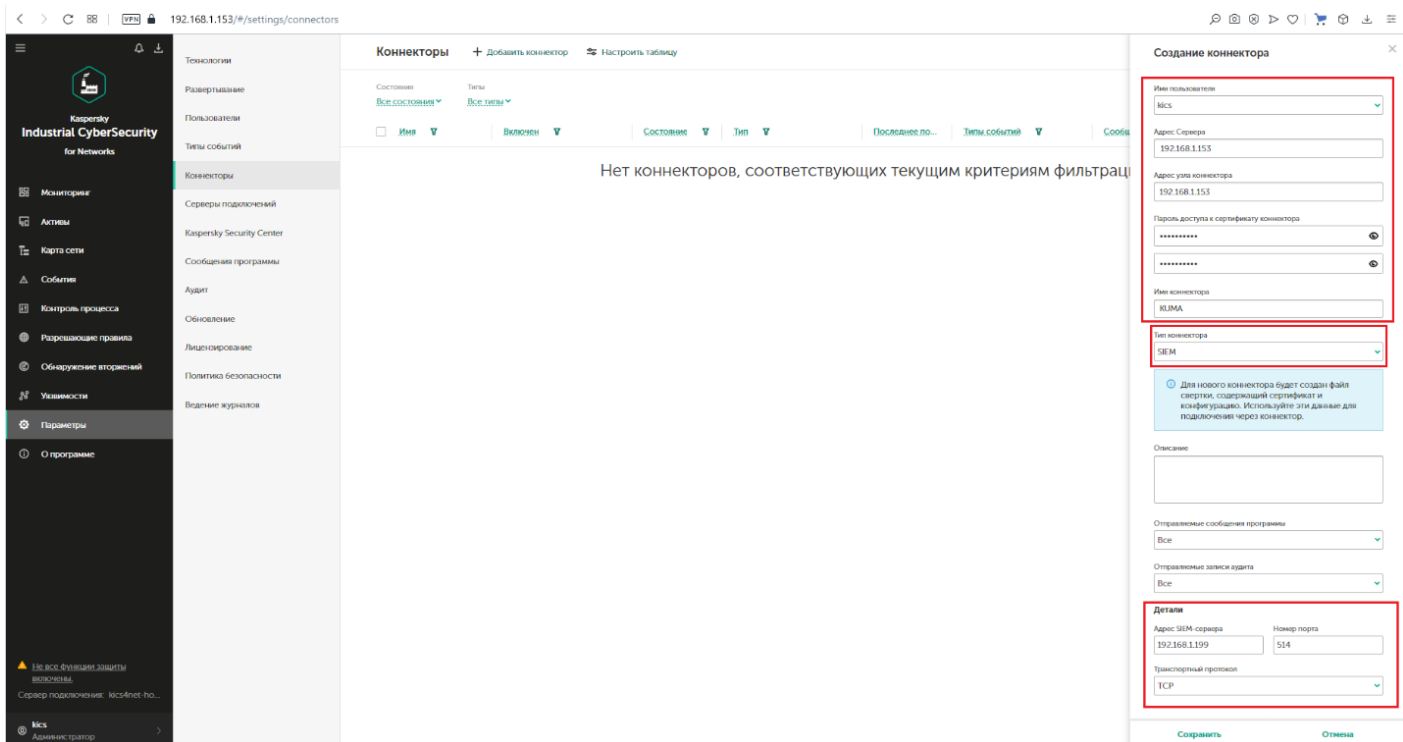 VPN 192.168.1.153/#/settings/connectors
Kaspersky
Industrial CyberSecurity
for Networks
Мониторинг
Активы
Карта сети
События
Контроль процесса
Разрешающие правила
Обнаружение вторжений
Уязвимости
Параметры
О программе
Не все функции защиты
включены.
Сервер подключения: kics4net-ho...
kics
Администратор
Технологии
Развертывание
Пользователи
Типы событий
Коннекторы
Серверы подключений
Kaspersky Security Center
Сообщения программы
Аудит
Обновление
Лицензирование
Политика безопасности
Ведение журналов
Коннекторы + Добавить коннектор Настроить таблицу
Состояния Типы
Все состояния Все типы
Имя Включен Состояние Тип Последнее по... Типы событий Сообщ
Нет коннекторов, соответствующих текущим критериям фильтраци
Создание коннектора
Имя пользователя
kics
Адрес Сервера
192.168.1.153
Адрес узла коннектора
192.168.1.153
Пароль доступа к сертификату коннектора
••••••••••
••••••••••
Имя коннектора
KUMA
Тип коннектора
SIEM
Для нового коннектора будет создан файл
свертки, содержащий сертификат и
конфигурацию. Используйте эти данные для
подключения через коннектор.
Описание
Отправляемые сообщения программы
Все
Отправляемые записи аудита
Все
Детали
Адрес SIEM-сервера Номер порта
192.168.1.199 514
Транспортный протокол
TCP
Сохранить Отмена